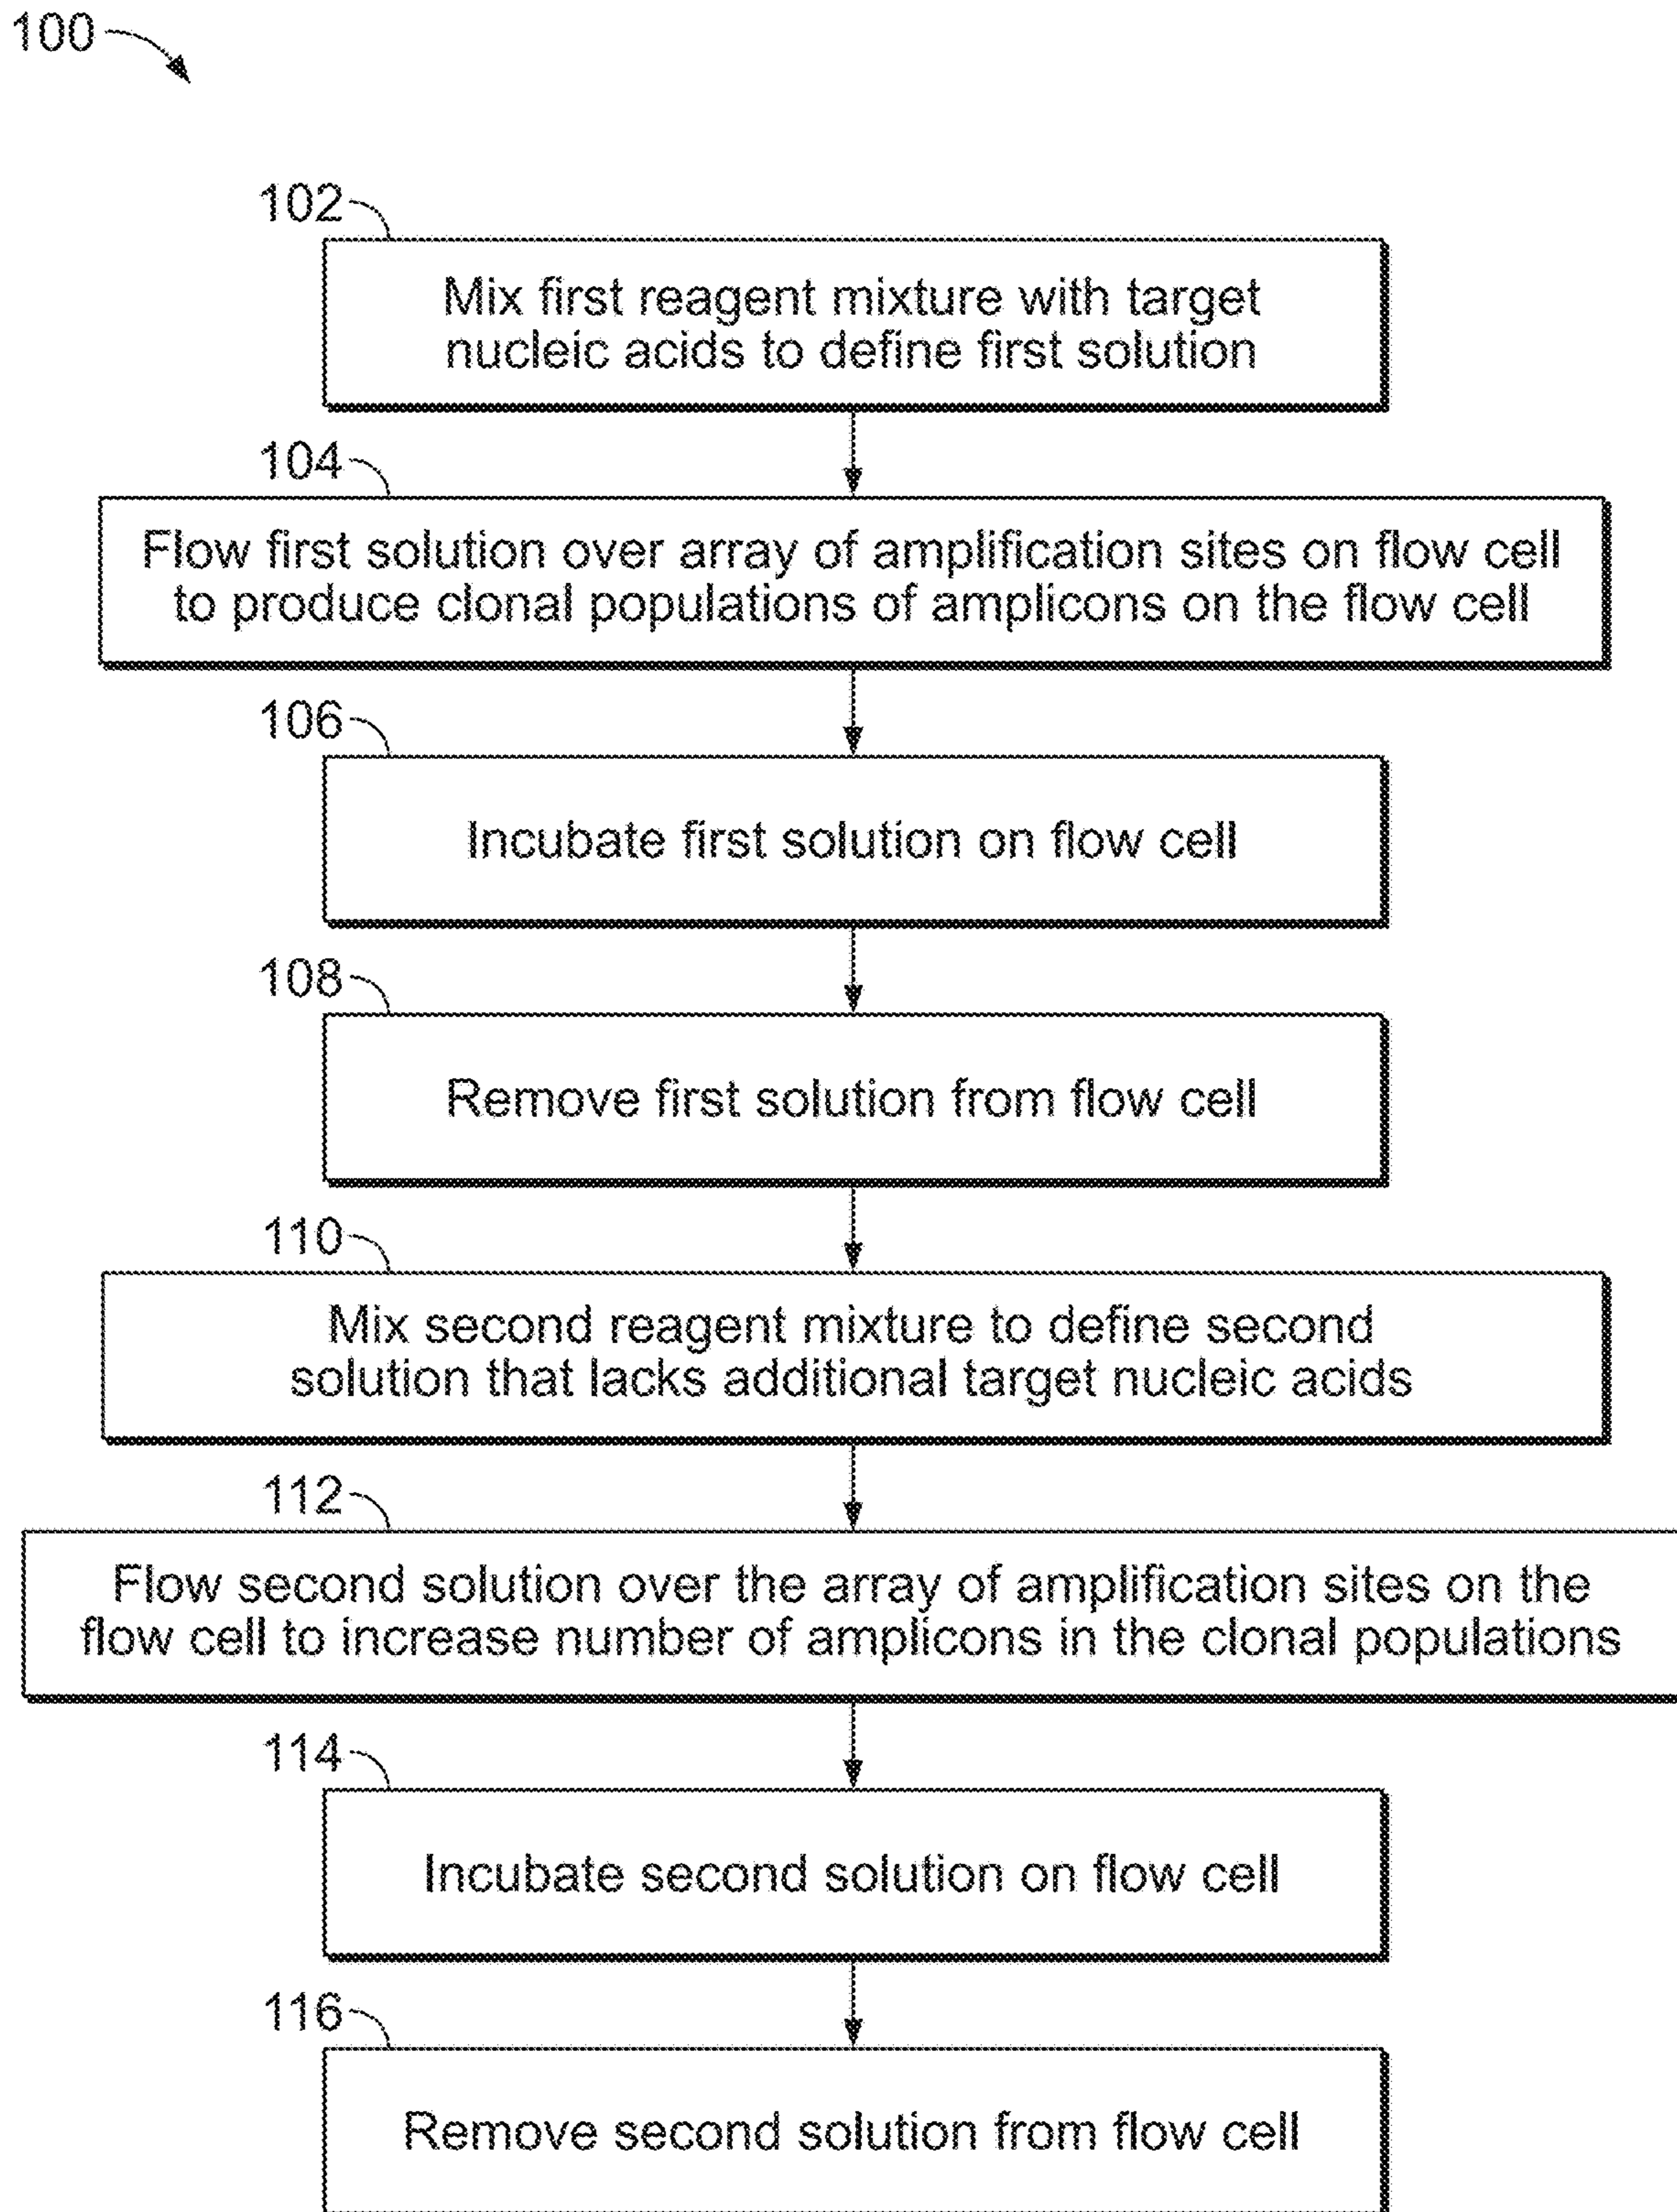 100
102
Mix first reagent mixture with target
nucleic acids to define first solution
104
Flow first solution over array of amplification sites on flow cell
to produce clonal populations of amplicons on the flow cell
106
Incubate first solution on flow cell
108
Remove first solution from flow cell
110
Mix second reagent mixture to define second
solution that lacks additional target nucleic acids
112
Flow second solution over the array of amplification sites on the
flow cell to increase number of amplicons in the clonal populations
114
Incubate second solution on flow cell
116
Remove second solution from flow cell